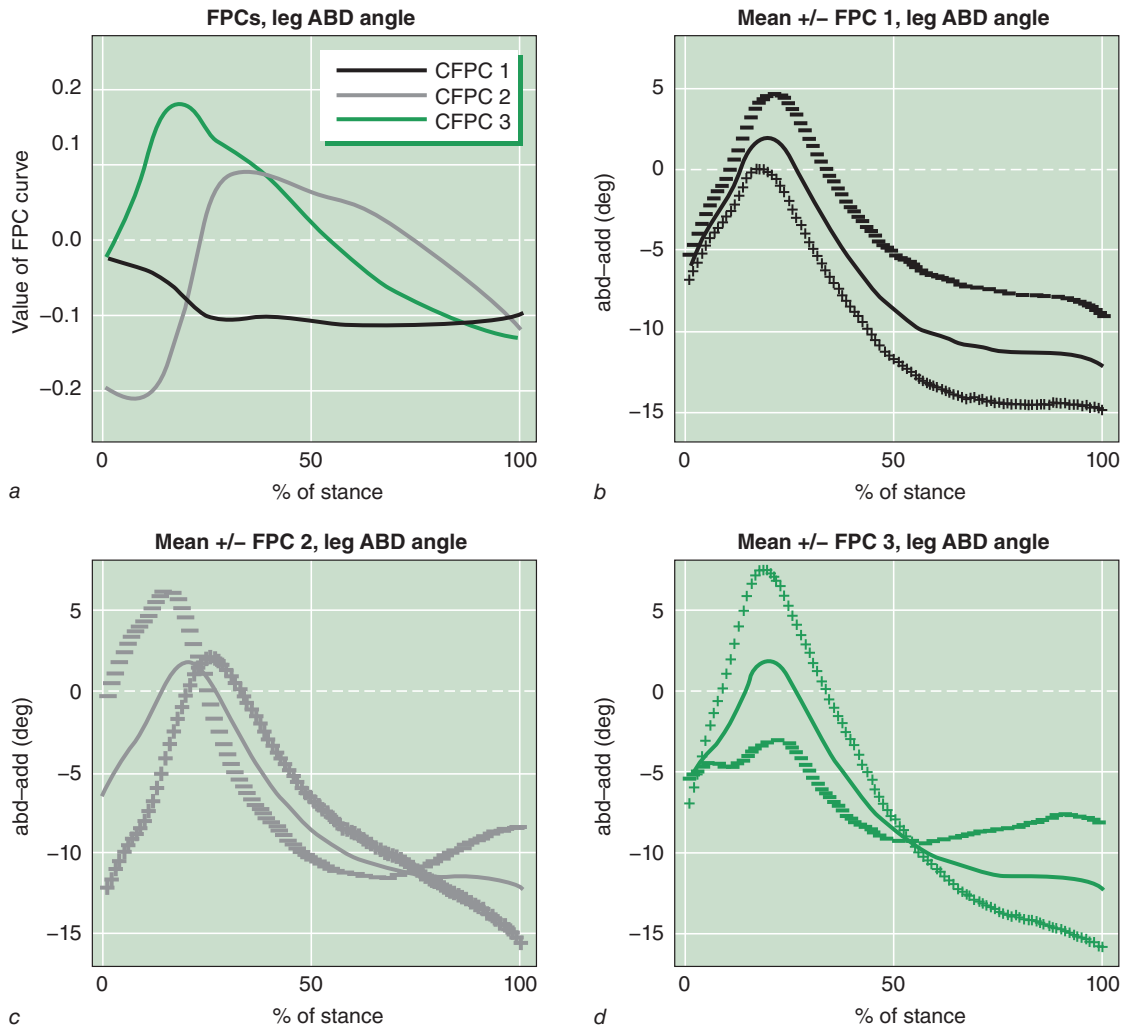 FPCs, leg ABD angle
CFPC 1
CFPC 2
CFPC 3
Value of FPC curve
0.2
0.1
0.0
−0.1
−0.2
0
50
100
% of stance
a
Mean +/− FPC 1, leg ABD angle
abd–add (deg)
5
0
−5
−10
−15
0
50
100
% of stance
b
Mean +/− FPC 2, leg ABD angle
abd–add (deg)
5
0
−5
−10
−15
0
50
100
% of stance
c
Mean +/− FPC 3, leg ABD angle
abd–add (deg)
5
0
−5
−10
−15
0
50
100
% of stance
d